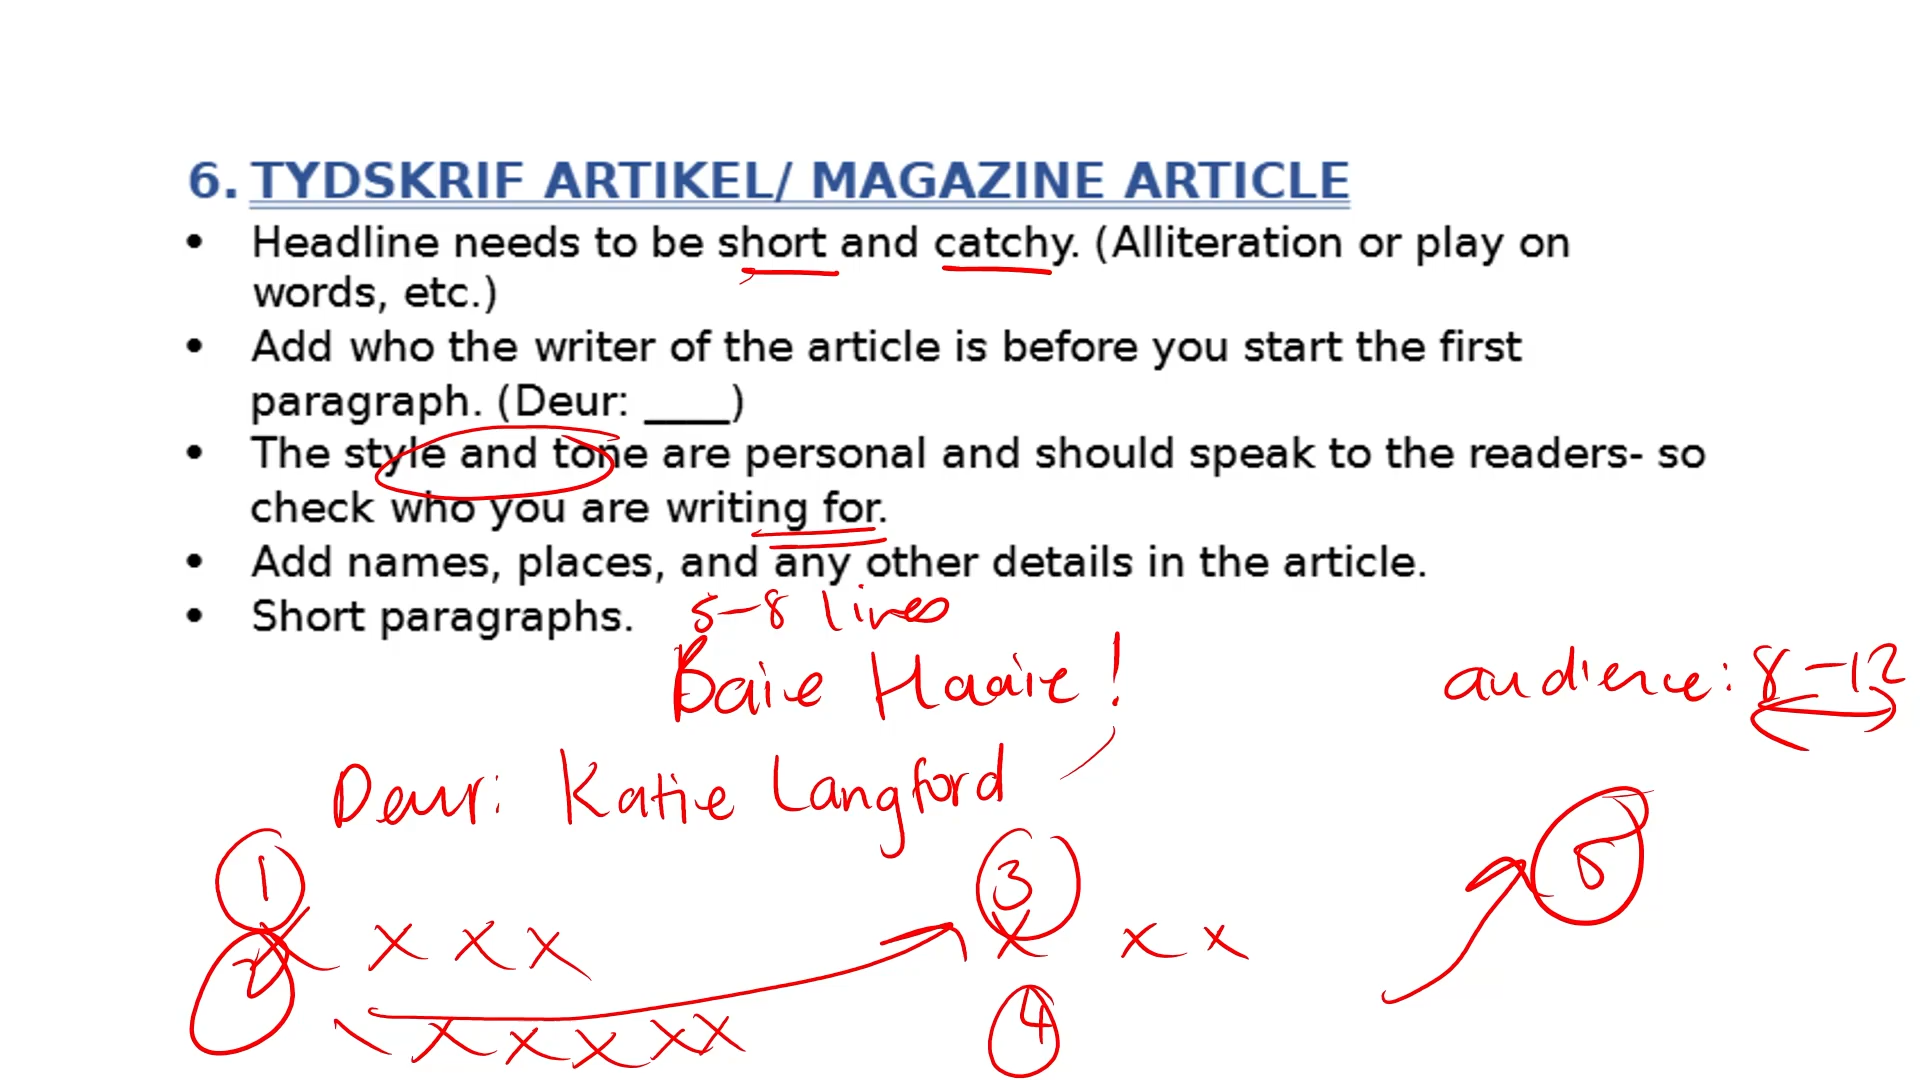 6. TYDSKRIF ARTIKEL/ MAGAZINE ARTICLE
• Headline needs to be short and catchy. (Alliteration or play on
words, etc.)
• Add who the writer of the article is before you start the first
paragraph. (Deur: ____)
• The style and tone are personal and should speak to the readers- so
check who you are writing for.
• Add names, places, and any other details in the article.
• Short paragraphs. 5-8 lines
Baie Haaie!
audience: 8-12
Deur: Katie Langford
1
3
5
x x x x
x x x
2
x x x x x
4